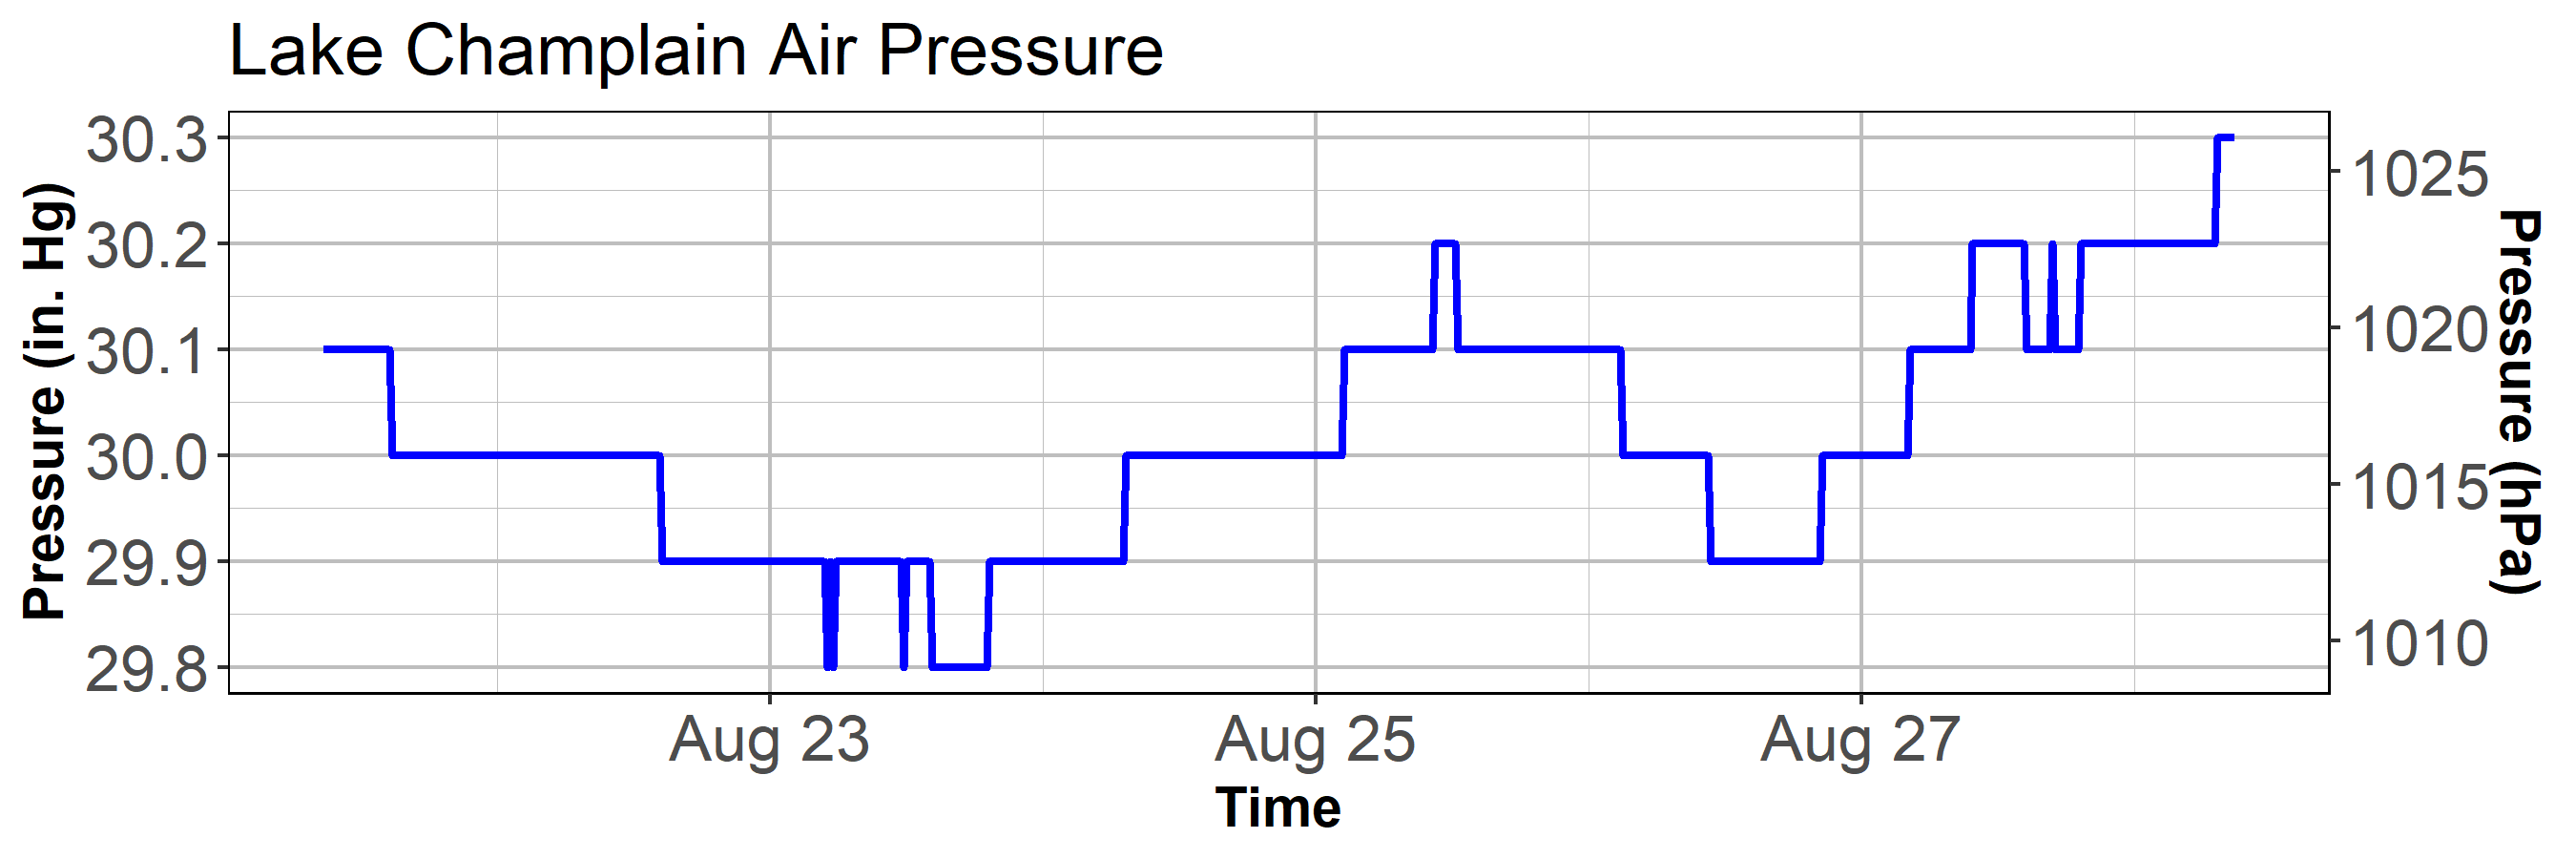 Lake Champlain Air Pressure
Pressure (in. Hg)
30.3
30.2
30.1
30.0
29.9
29.8
1025
1020
1015
1010
Pressure (hPa)
Aug 23 Aug 25 Aug 27
Time